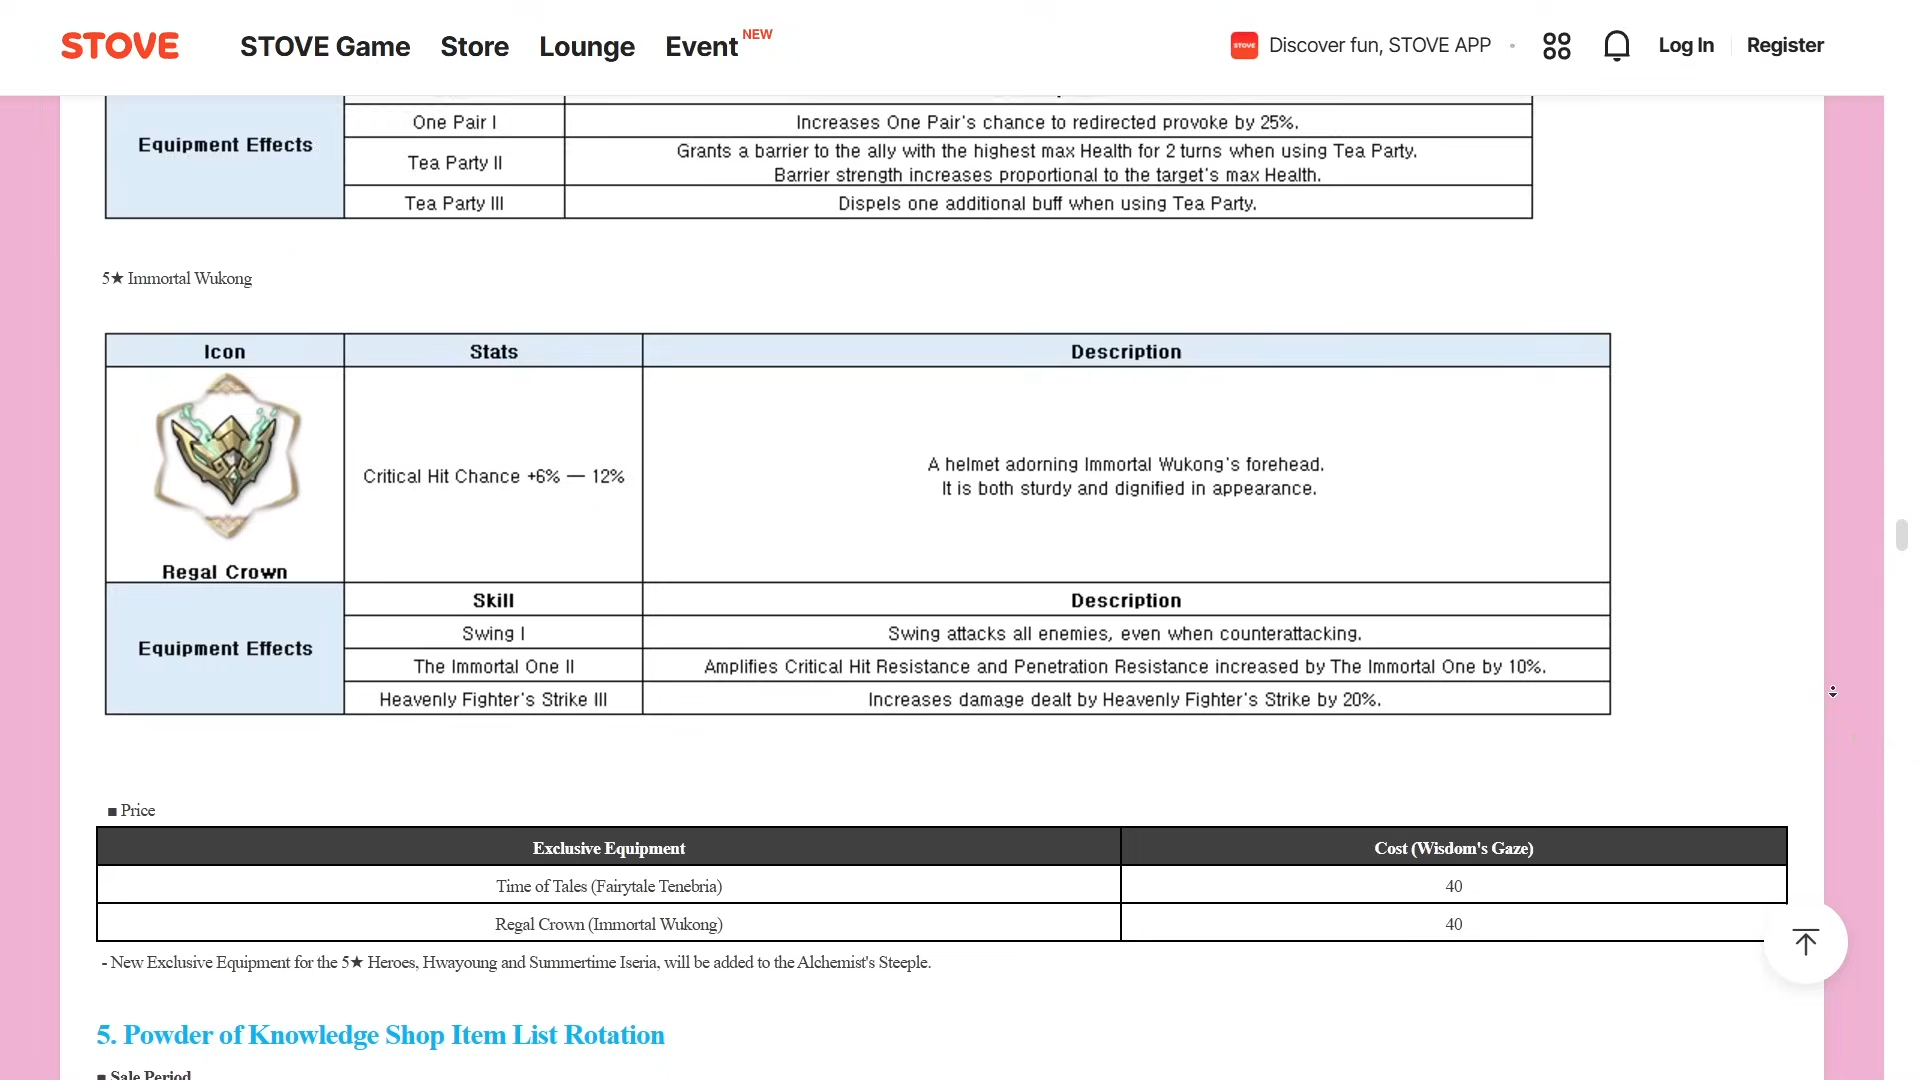 STOVE
STOVE Game
Store
Lounge
Event
NEW
STOVE
Discover fun, STOVE APP
Log In
Register
Equipment Effects
One Pair I
Increases One Pair's chance to redirected provoke by 25%.
Tea Party II
Grants a barrier to the ally with the highest max Health for 2 turns when using Tea Party.
Barrier strength increases proportional to the target's max Health.
Tea Party III
Dispels one additional buff when using Tea Party.
5★ Immortal Wukong
Icon
Stats
Description
Regal Crown
Critical Hit Chance +6% — 12%
A helmet adorning Immortal Wukong's forehead.
It is both sturdy and dignified in appearance.
Equipment Effects
Skill
Description
Swing I
Swing attacks all enemies, even when counterattacking.
The Immortal One II
Amplifies Critical Hit Resistance and Penetration Resistance increased by The Immortal One by 10%.
Heavenly Fighter's Strike III
Increases damage dealt by Heavenly Fighter's Strike by 20%.
■ Price
Exclusive Equipment
Cost (Wisdom's Gaze)
Time of Tales (Fairytale Tenebria)
40
Regal Crown (Immortal Wukong)
40
- New Exclusive Equipment for the 5★ Heroes, Hwayoung and Summertime Iseria, will be added to the Alchemist's Steeple.
5. Powder of Knowledge Shop Item List Rotation
■ Sale Period